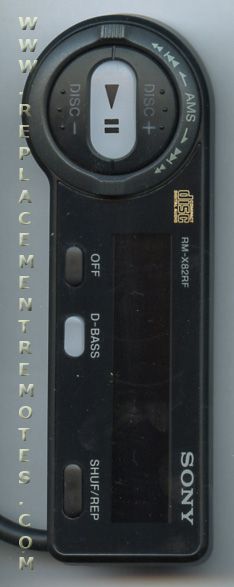 WWW.REPLACEMENTREMOTES.COM
DISC -
DISC +
AMS
disc
RM-X82RF
OFF
D-BASS
SHUF/REP
SONY